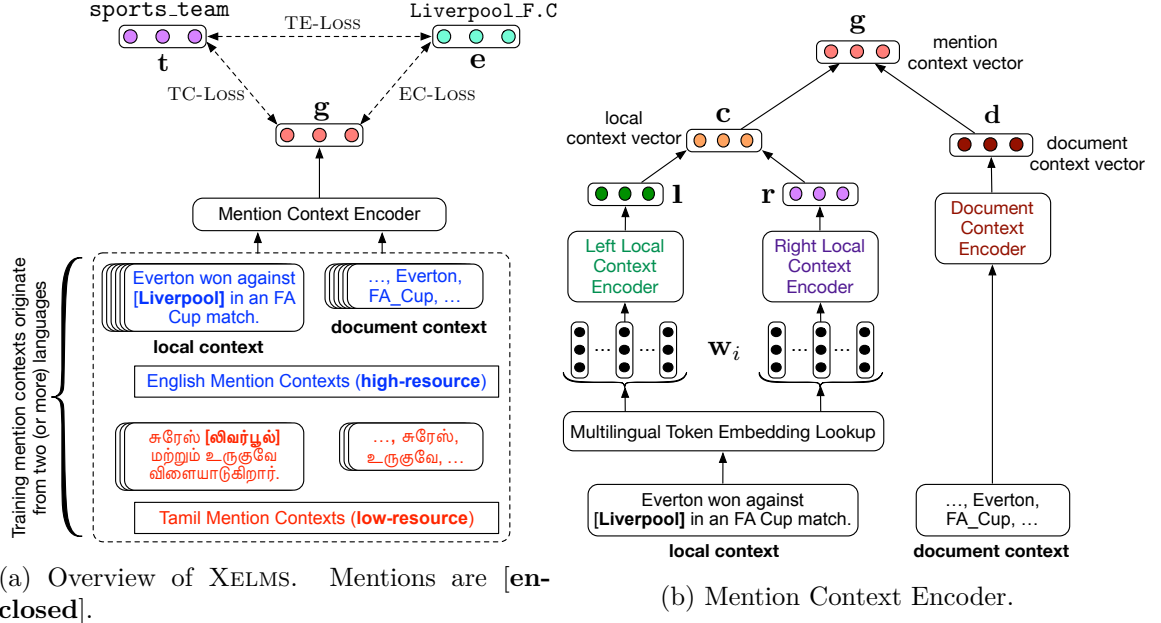 sports_team
Liverpool_F.C
TE-Loss
t
e
TC-Loss
EC-Loss
g
Mention Context Encoder
Training mention contexts originate
from two (or more) languages
Everton won against
[Liverpool] in an FA
Cup match.
local context
…, Everton,
FA_Cup, …
document context
English Mention Contexts (high-resource)
சுரேஸ் [லிவர்பூல்]
மற்றும் உருகுவே
விளையாடுகிறார்.
…, சுரேஸ்,
உருகுவே, …
Tamil Mention Contexts (low-resource)
(a) Overview of XELMS. Mentions are [en-
closed].
g
mention
context vector
c
local
context vector
d
document
context vector
l
r
Left Local
Context
Encoder
Right Local
Context
Encoder
Document
Context
Encoder
... ...
wi
... ...
Multilingual Token Embedding Lookup
Everton won against
[Liverpool] in an FA Cup match.
local context
…, Everton,
FA_Cup, …
document context
(b) Mention Context Encoder.